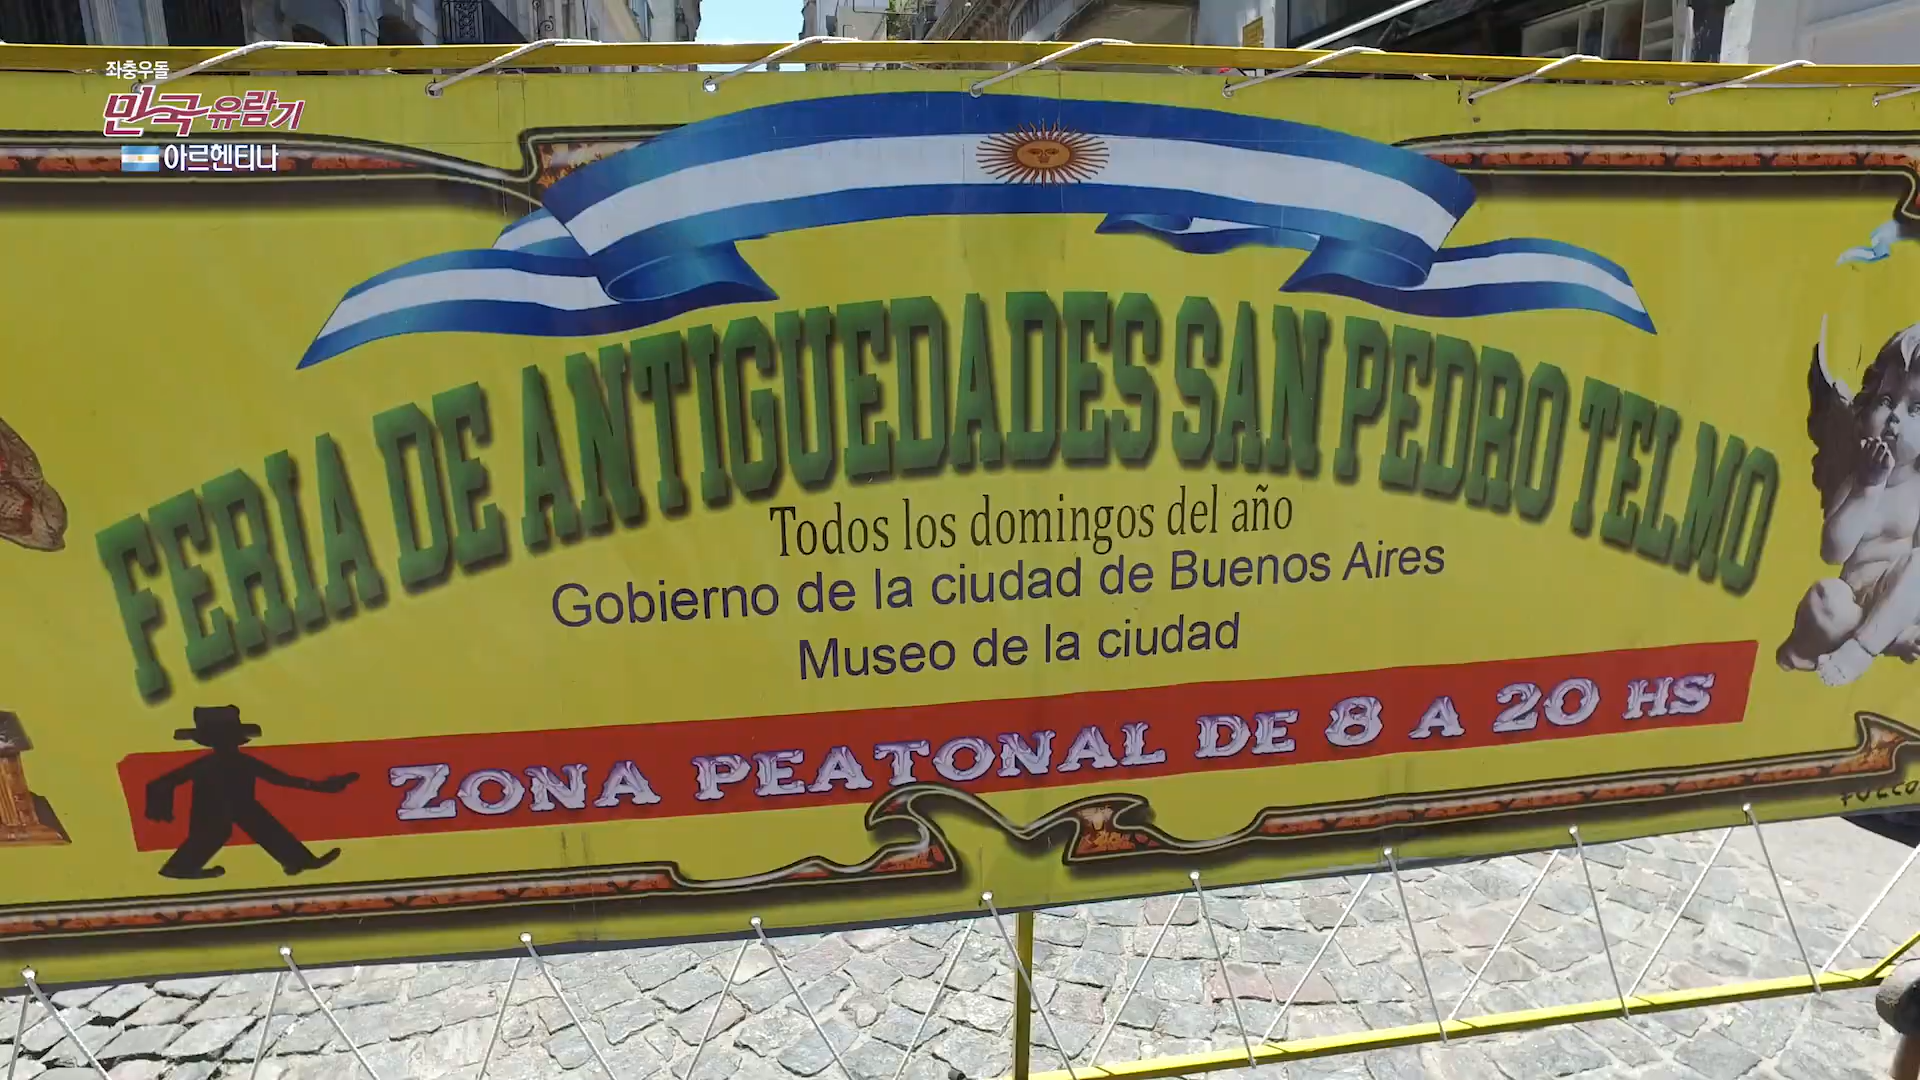 좌충우돌
민국유람기
아르헨티나
FERIA DE ANTIGUEDADES SAN PEDRO TELMO
Todos los domingos del año
Gobierno de la ciudad de Buenos Aires
Museo de la ciudad
ZONA PEATONAL DE 8 A 20 HS